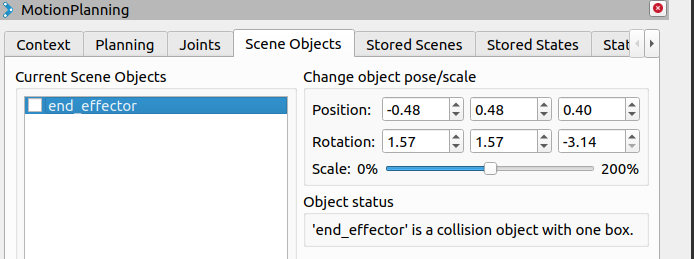 MotionPlanning
Context Planning Joints Scene Objects Stored Scenes Stored States Stat
Current Scene Objects
end_effector
Change object pose/scale
Position: -0.48 0.48 0.40
Rotation: 1.57 1.57 -3.14
Scale: 0% 200%
Object status
'end_effector' is a collision object with one box.